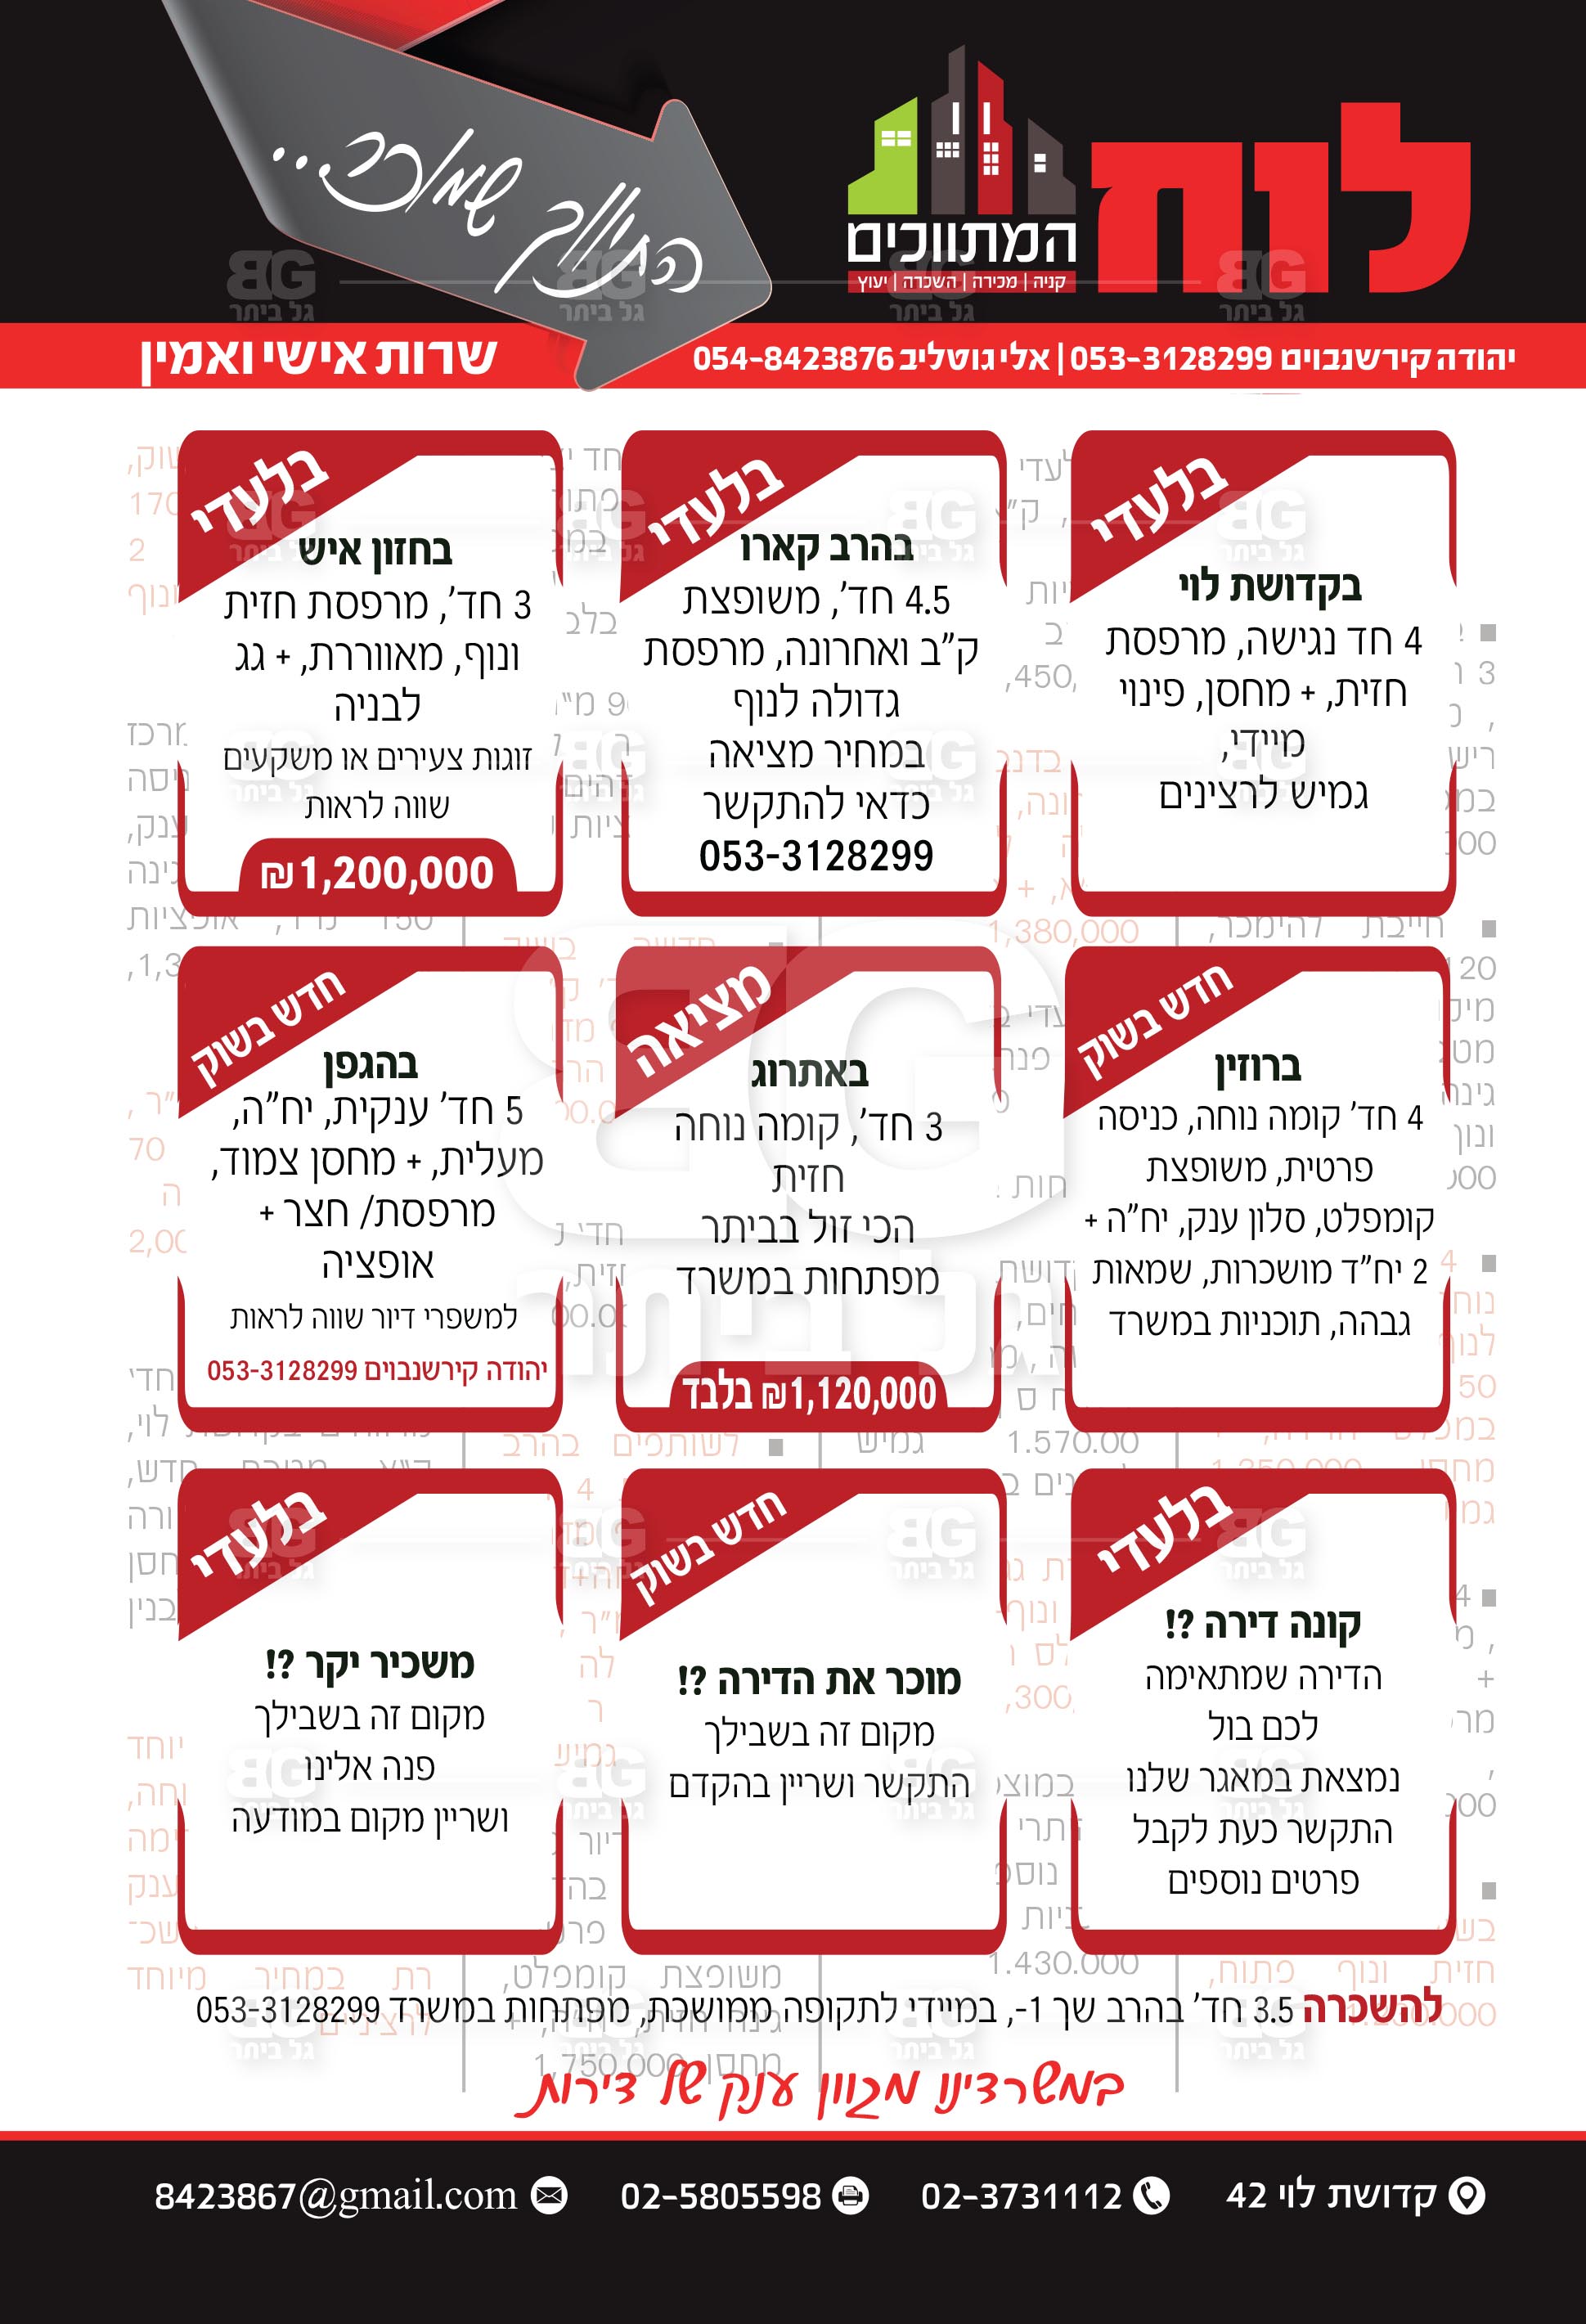 לוח
המתווכים
קניה | מכירה | השכרה | יעוץ
התיווך שמוכר...
יהודה קירשנבוים 053-3128299 | אלי גוטליב 054-8423876
שרות אישי ואמין
בלעדי
בקדושת לוי
4 חד נגישה, מרפסת
חזית, + מחסן, פינוי
מיידי,
גמיש לרצינים
בלעדי
בהרב קארו
4.5 חד', משופצת
ק"ב ואחרונה, מרפסת
גדולה לנוף
במחיר מציאה
כדאי להתקשר
053-3128299
בלעדי
בחזון איש
3 חד', מרפסת חזית
ונוף, מאווררת, + גג
לבניה
זוגות צעירים או משקעים
שווה לראות
1,200,000 ₪
חדש בשוק
ברוזין
4 חד' קומה נוחה, כניסה
פרטית, משופצת
קומפלט, סלון ענק, יח"ה +
2 יח"ד מושכרות, שמאות
גבהה, תוכניות במשרד
מציאה
באתרוג
3 חד', קומה נוחה
חזית
הכי זול בביתר
מפתחות במשרד
1,120,000 ₪ בלבד
חדש בשוק
בהגפן
5 חד' ענקית, יח"ה,
מעלית, + מחסן צמוד,
מרפסת/ חצר +
אופציה
למשפרי דיור שווה לראות
יהודה קירשנבוים 053-3128299
בלעדי
קונה דירה ?!
הדירה שמתאימה
לכם בול
נמצאת במאגר שלנו
התקשר כעת לקבל
פרטים נוספים
חדש בשוק
מוכר את הדירה ?!
מקום זה בשבילך
התקשר ושריין בהקדם
בלעדי
משכיר יקר ?!
מקום זה בשבילך
פנה אלינו
ושריין מקום במודעה
להשכרה 3.5 חד' בהרב שך 1-, במיידי לתקופה ממושכת, מפתחות במשרד 053-3128299
במשרדינו מגוון ענק של דירות
קדושת לוי 42
02-3731112
02-5805598
8423867@gmail.com
BG
גל ביתר